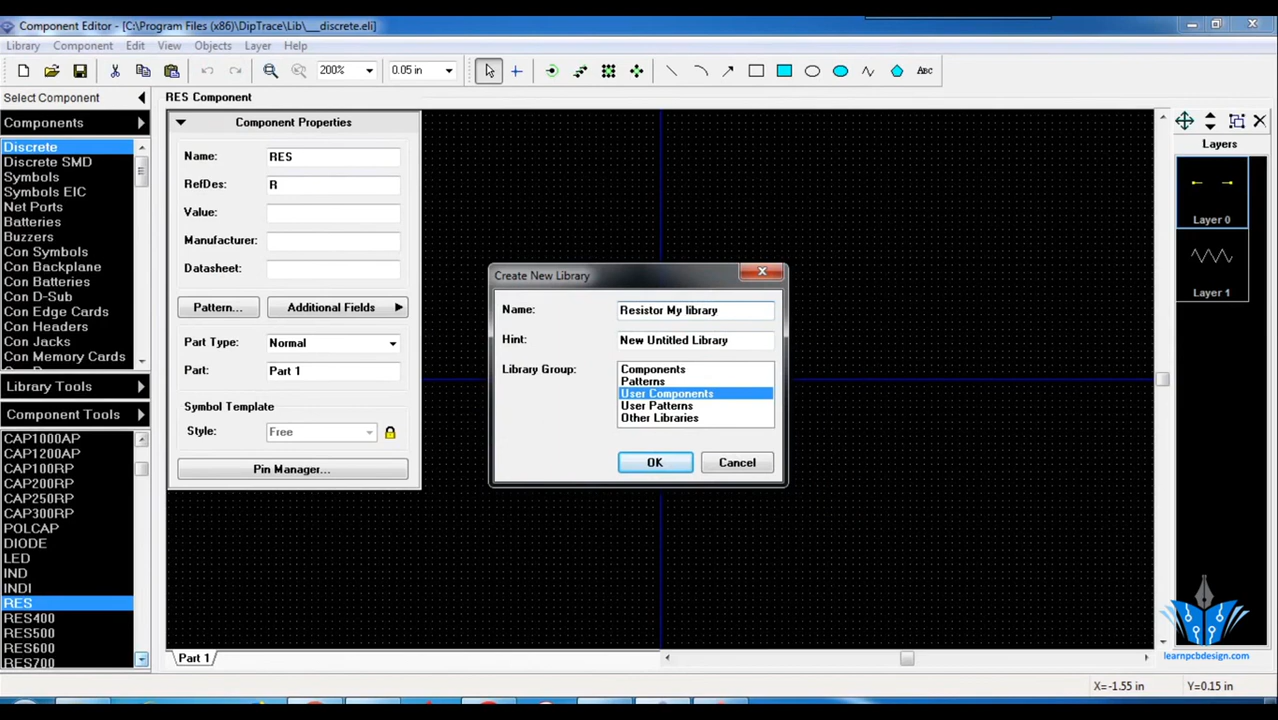 Component Editor - [C:\Program Files (x86)\DipTrace\Lib\__discrete.eli]
Library Component Edit View Objects Layer Help
200% 0.05 in ABC
Select Component
RES Component
Components
Discrete
Discrete SMD
Symbols
Symbols EIC
Net Ports
Batteries
Buzzers
Con Symbols
Con Backplane
Con Batteries
Con D-Sub
Con Edge Cards
Con Headers
Con Jacks
Con Memory Cards
Library Tools
Component Tools
CAP1000AP
CAP1200AP
CAP100RP
CAP200RP
CAP250RP
CAP300RP
POLCAP
DIODE
LED
IND
INDI
RES
RES400
RES500
RES600
RES700
Component Properties
Name: RES
RefDes: R
Value:
Manufacturer:
Datasheet:
Pattern... Additional Fields
Part Type: Normal
Part: Part 1
Symbol Template
Style: Free
Pin Manager...
Create New Library
Name: Resistor My library
Hint: New Untitled Library
Library Group: Components
Patterns
User Components
User Patterns
Other Libraries
OK Cancel
Layers
Layer 0
Layer 1
learnpcbdesign.com
Part 1
X=-1.55 in Y=0.15 in